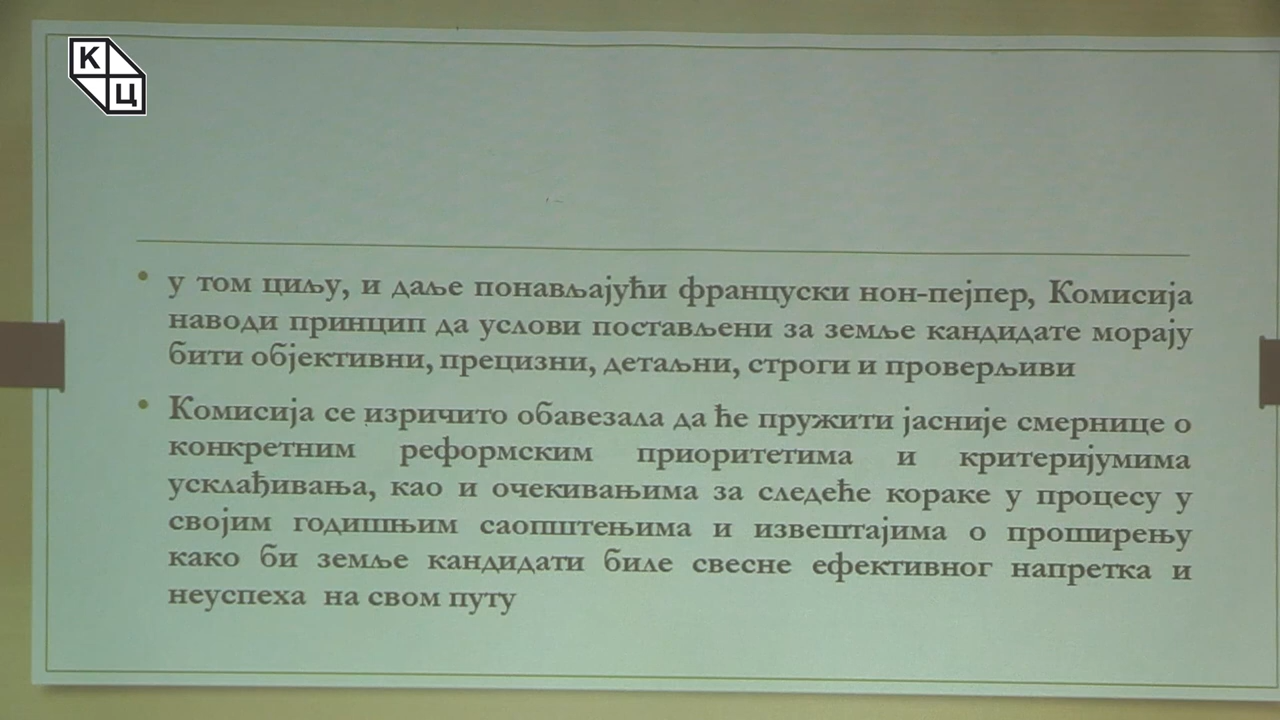 К
Ц
у том циљу, и даље понављајући француски нон-пејпер, Комисија
наводи принцип да услови постављени за земље кандидате морају
бити објективни, прецизни, детаљни, строги и проверљиви
Комисија се изричито обавезала да ће пружити јасније смернице о
конкретним реформским приоритетима и критеријумима
усклађивања, као и очекивањима за следеће кораке у процесу у
својим годишњим саопштењима и извештајима о проширењу
како би земље кандидати биле свесне ефективног напретка и
неуспеха на свом путу